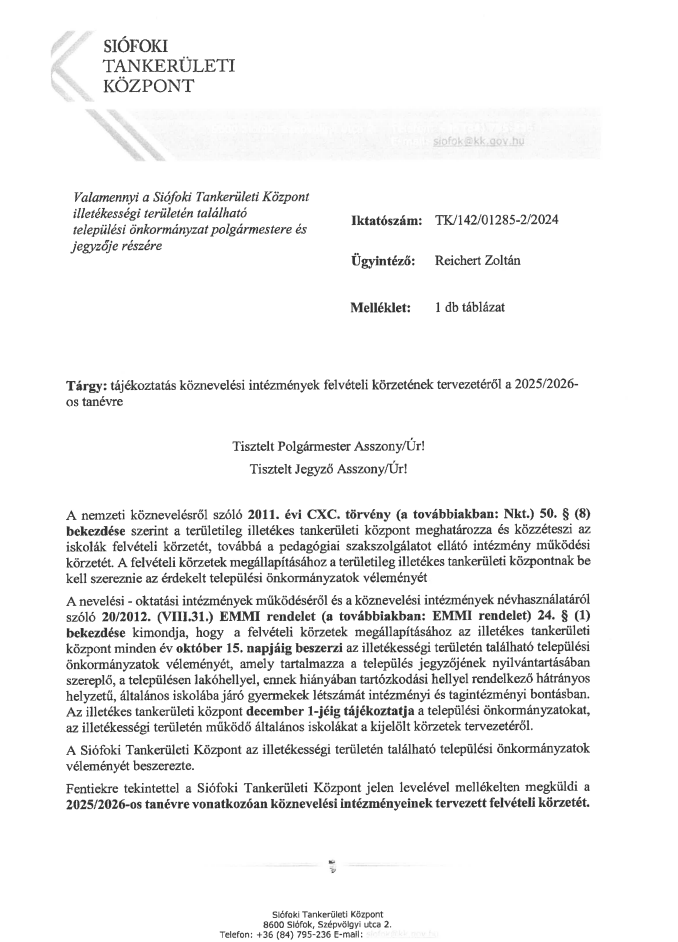 SIÓFOKI
TANKERÜLETI
KÖZPONT
siofok@kk.gov.hu
Valamennyi a Siófoki Tankerületi Központ
illetékességi területén található
települési önkormányzat polgármestere és
jegyzője részére
Iktatószám: TK/142/01285-2/2024
Ügyintéző: Reichert Zoltán
Melléklet: 1 db táblázat
Tárgy: tájékoztatás köznevelési intézmények felvételi körzetének tervezetéről a 2025/2026-
os tanévre
Tisztelt Polgármester Asszony/Úr!
Tisztelt Jegyző Asszony/Úr!
A nemzeti köznevelésről szóló 2011. évi CXC. törvény (a továbbiakban: Nkt.) 50. § (8)
bekezdése szerint a területileg illetékes tankerületi központ meghatározza és közzéteszi az
iskolák felvételi körzetét, továbbá a pedagógiai szakszolgálatot ellátó intézmény működési
körzetét. A felvételi körzetek megállapításához a területileg illetékes tankerületi központnak be
kell szereznie az érdekelt települési önkormányzatok véleményét
A nevelési - oktatási intézmények működéséről és a köznevelési intézmények névhasználatáról
szóló 20/2012. (VIII.31.) EMMI rendelet (a továbbiakban: EMMI rendelet) 24. § (1)
bekezdése kimondja, hogy a felvételi körzetek megállapításához az illetékes tankerületi
központ minden év október 15. napjáig beszerzi az illetékességi területén található települési
önkormányzatok véleményét, amely tartalmazza a település jegyzőjének nyilvántartásában
szereplő, a településen lakóhellyel, ennek hiányában tartózkodási hellyel rendelkező hátrányos
helyzetű, általános iskolába járó gyermekek létszámát intézményi és tagintézményi bontásban.
Az illetékes tankerületi központ december 1-jéig tájékoztatja a települési önkormányzatokat,
az illetékességi területén működő általános iskolákat a kijelölt körzetek tervezetéről.
A Siófoki Tankerületi Központ az illetékességi területén található települési önkormányzatok
véleményét beszerezte.
Fentiekre tekintettel a Siófoki Tankerületi Központ jelen levelével mellékelten megküldi a
2025/2026-os tanévre vonatkozóan köznevelési intézményeinek tervezett felvételi körzetét.
Siófoki Tankerületi Központ
8600 Siófok, Szépvölgyi utca 2.
Telefon: +36 (84) 795-236 E-mail: